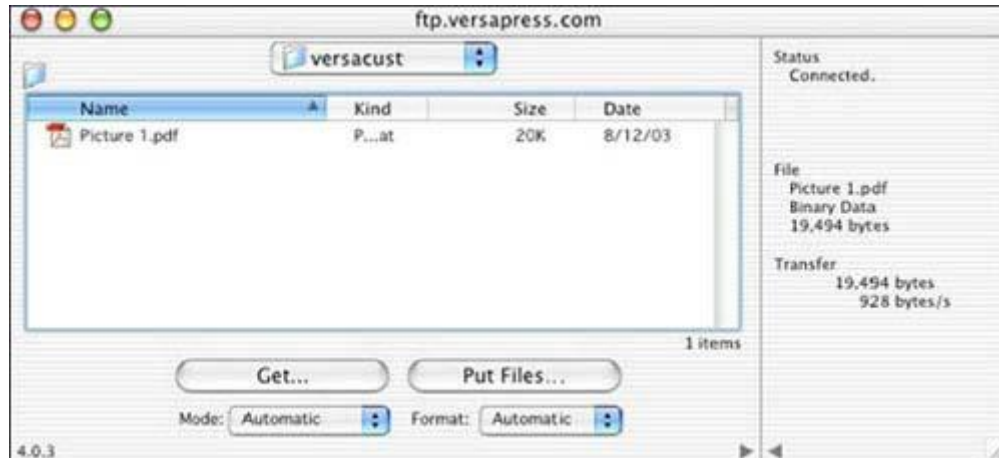 ftp.versapress.com
versacust
Name Kind Size Date
Picture 1.pdf P...at 20K 8/12/03
1 items
Get... Put Files...
Mode: Automatic Format: Automatic
4.0.3
Status
Connected.
File
Picture 1.pdf
Binary Data
19,494 bytes
Transfer
19,494 bytes
928 bytes/s